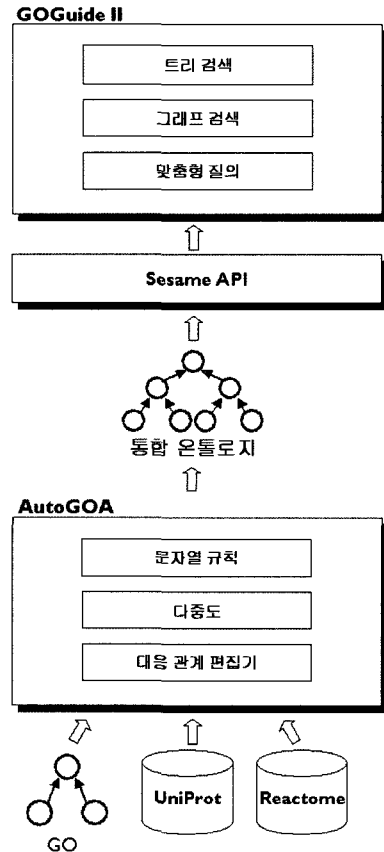 GOGuide II
트리 검색
그래프 검색
맞춤형 질의
Sesame API
통합 온톨로지
AutoGOA
문자열 규칙
다중도
대응 관계 편집기
UniProt
Reactome
GO